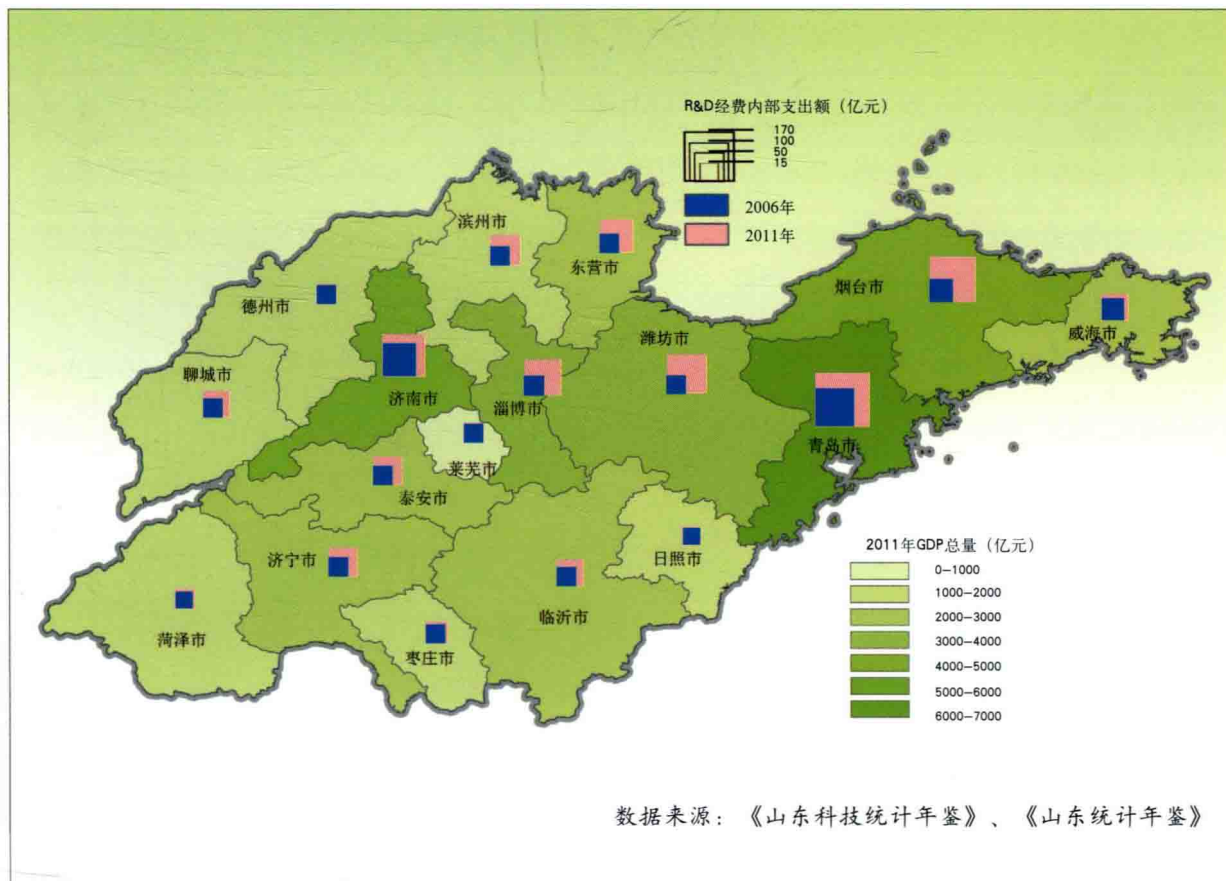 R&D经费内部支出额（亿元）
170
100
50
15
2006年
2011年
滨州市
东营市
烟台市
德州市
威海市
潍坊市
聊城市
济南市
淄博市
青岛市
莱芜市
泰安市
济宁市
日照市
临沂市
菏泽市
枣庄市
2011年GDP总量（亿元）
0—1000
1000—2000
2000—3000
3000—4000
4000—5000
5000—6000
6000—7000
数据来源：《山东科技统计年鉴》、《山东统计年鉴》